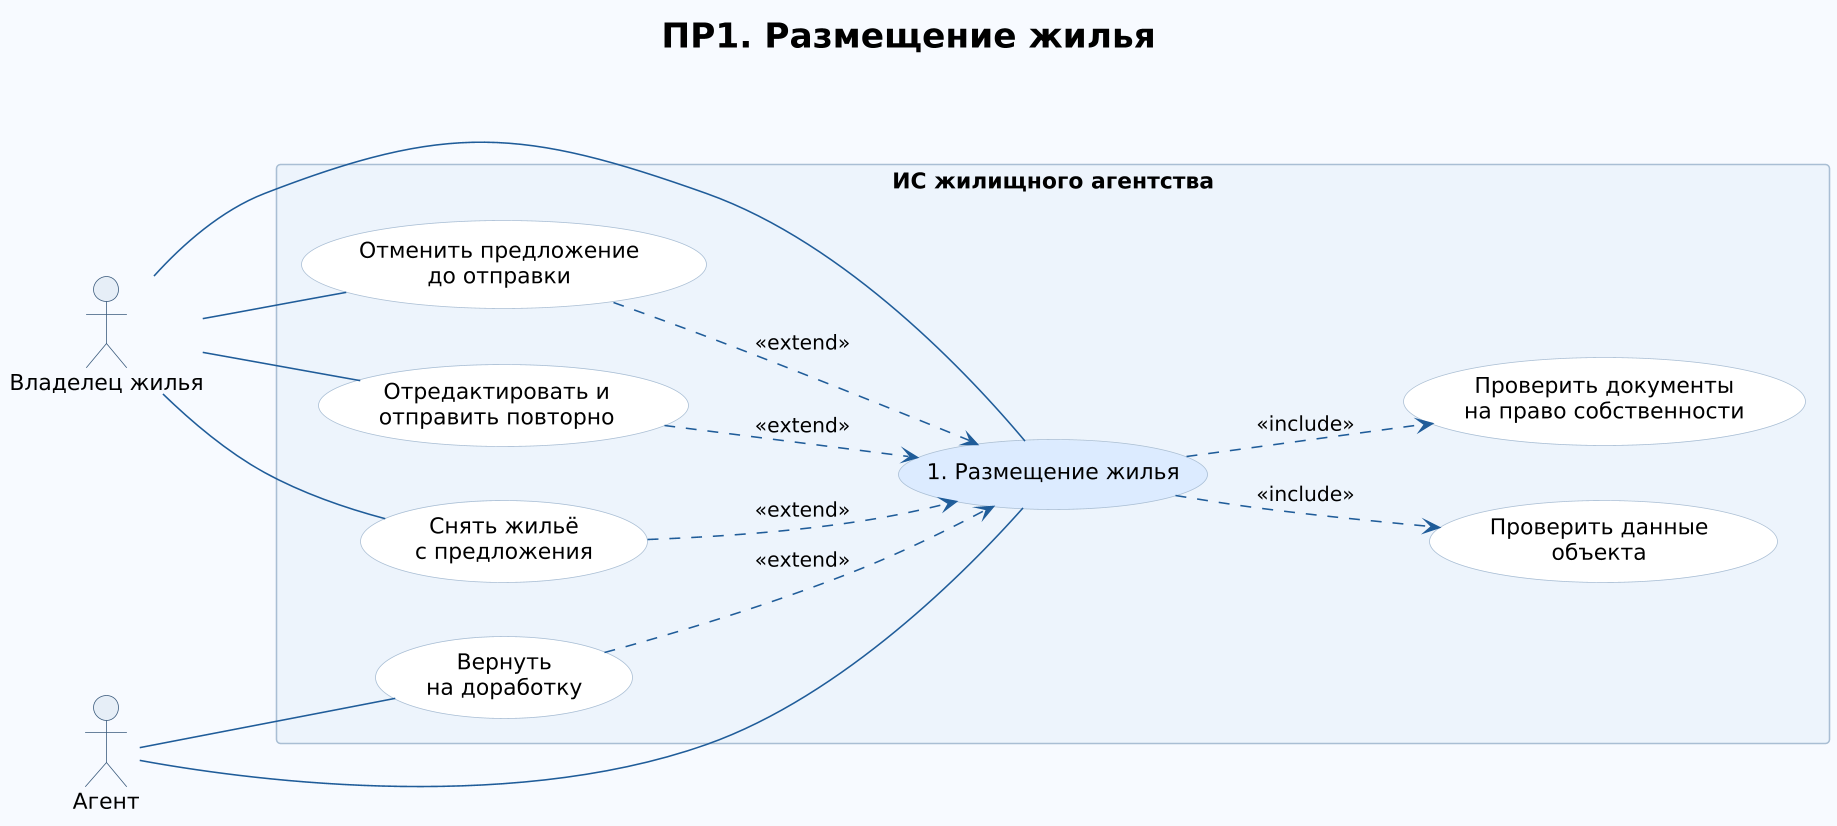 ПР1. Размещение жилья
ИС жилищного агентства
Отменить предложение
до отправки
«extend»
Владелец жилья
Отредактировать и
отправить повторно
«extend»
Проверить документы
на право собственности
«include»
1. Размещение жилья
«include»
Снять жильё
с предложения
«extend»
Проверить данные
объекта
«extend»
Вернуть
на доработку
Агент